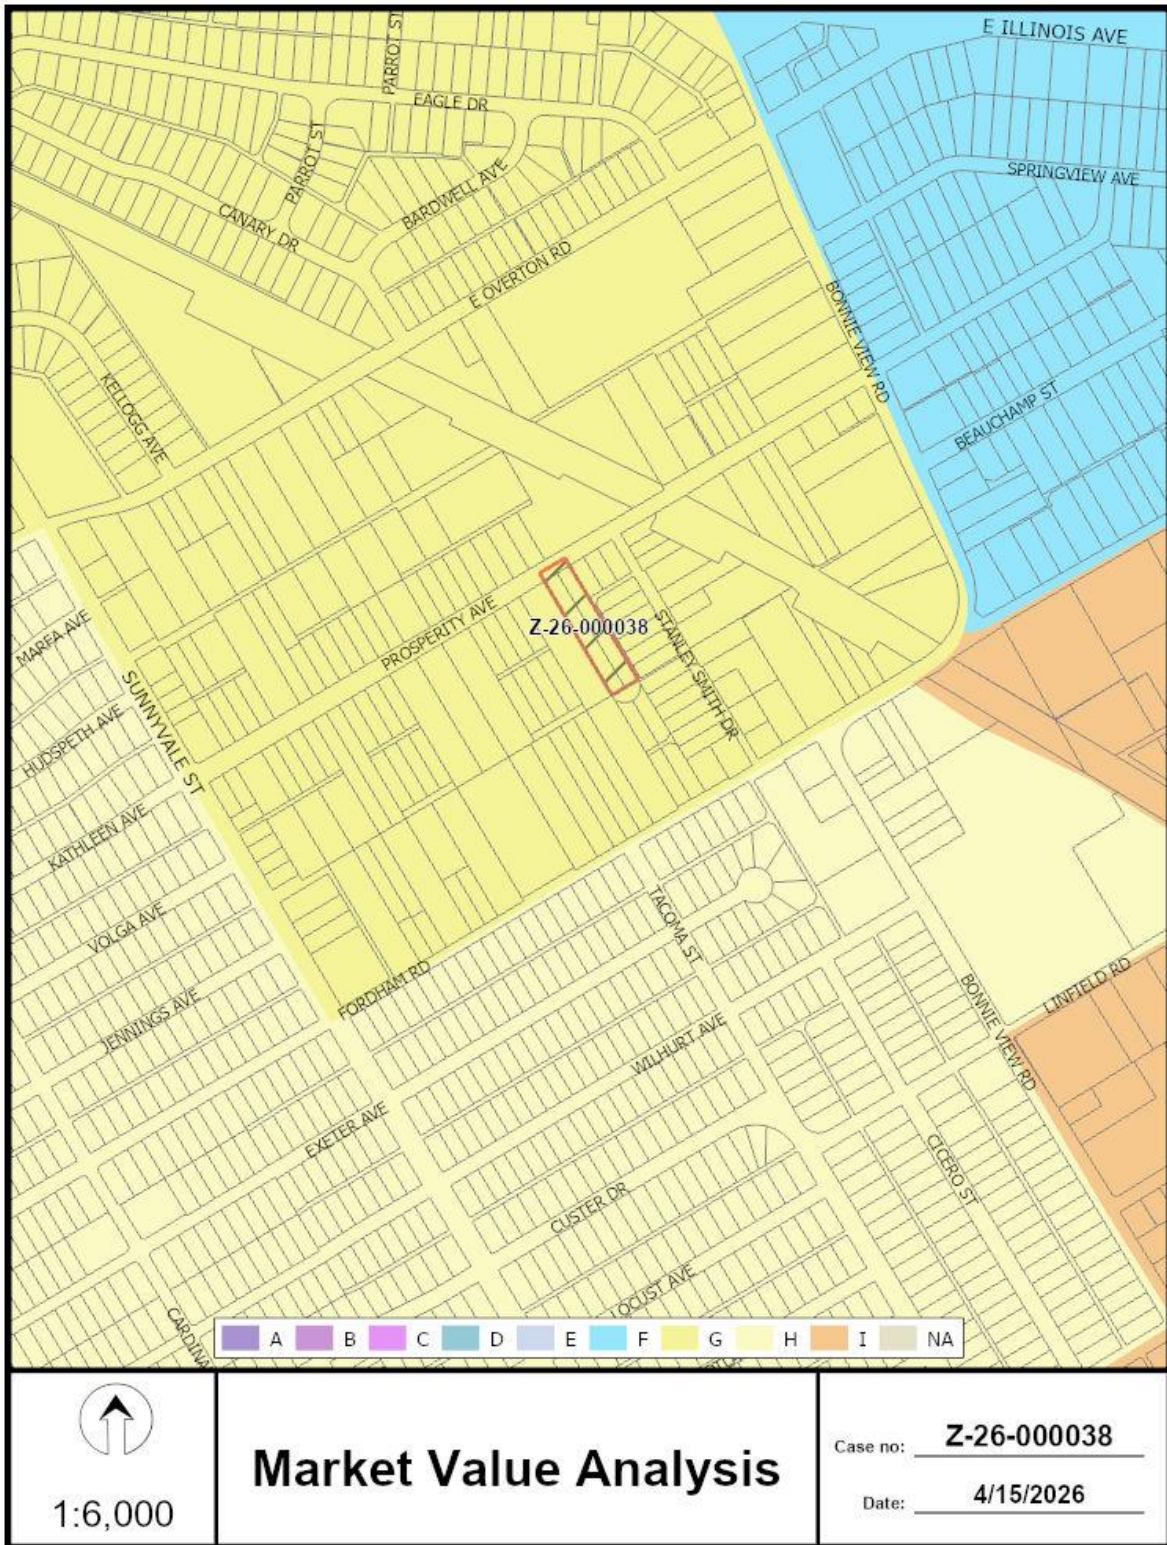 E ILLINOIS AVE
PARROT ST
EAGLE DR
PARROT ST
SPRINGVIEW AVE
BARDWELL AVE
CANARY DR
E OVERTON RD
BONNIE VIEW RD
KELLOGG AVE
BEAUCHAMP ST
PROSPERITY AVE
Z-26-000038
STANLEY SMITH DR
MARFA AVE
SUNNYVALE ST
HUDSPETH AVE
KATHLEEN AVE
VOLGA AVE
TACOMA ST
FORDHAM RD
BONNIE VIEW RD
LINFIELD RD
JENNINGS AVE
WILHURT AVE
EXETER AVE
CICERO ST
CUSTER DR
LOCUST AVE
CARDINA
A B C D E F G H I NA
1:6,000
Market Value Analysis
Case no: Z-26-000038
Date: 4/15/2026